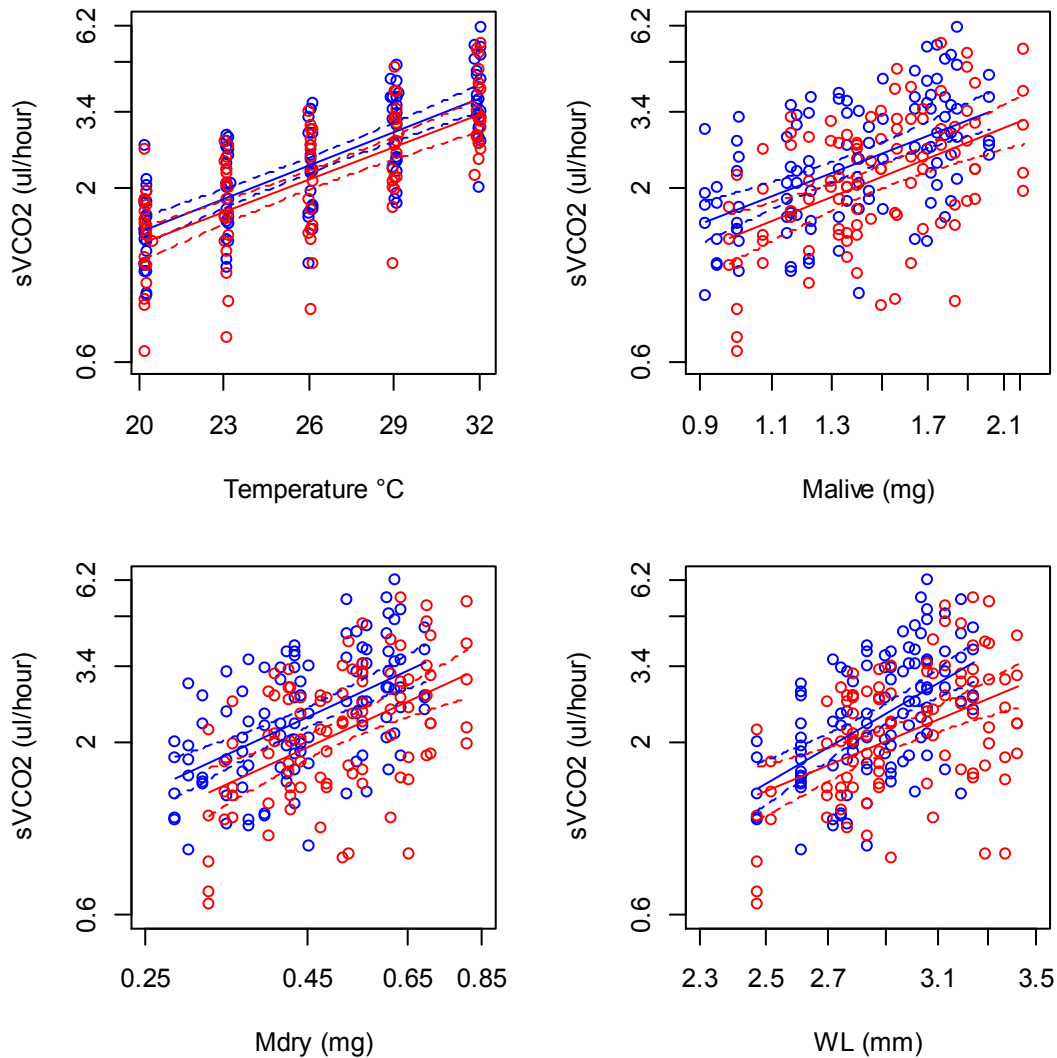 sVCO2 (ul/hour)
6.2
3.4
2
0.6
20 23 26 29 32
Temperature °C
sVCO2 (ul/hour)
6.2
3.4
2
0.6
0.9 1.1 1.3 1.7 2.1
Malive (mg)
sVCO2 (ul/hour)
6.2
3.4
2
0.6
0.25 0.45 0.65 0.85
Mdry (mg)
sVCO2 (ul/hour)
6.2
3.4
2
0.6
2.3 2.5 2.7 3.1 3.5
WL (mm)